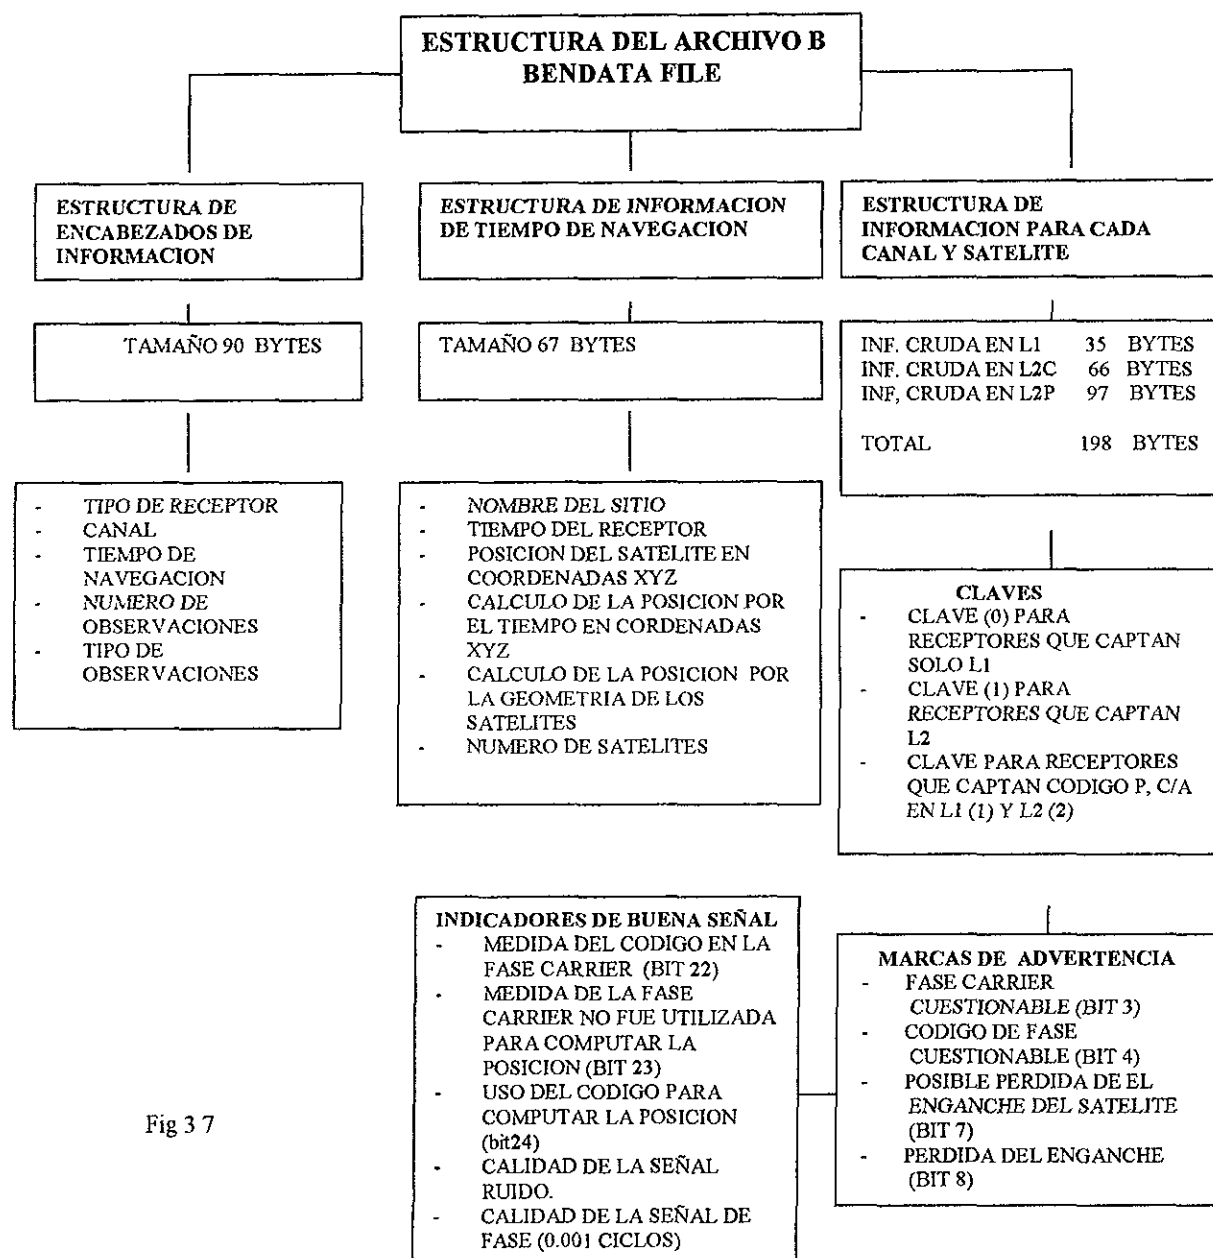 ESTRUCTURA DEL ARCHIVO B
BENDATA FILE
ESTRUCTURA DE
ENCABEZADOS DE
INFORMACION
TAMAÑO 90 BYTES
- TIPO DE RECEPTOR
- CANAL
- TIEMPO DE
NAVEGACION
- NUMERO DE
OBSERVACIONES
- TIPO DE
OBSERVACIONES
ESTRUCTURA DE INFORMACION
DE TIEMPO DE NAVEGACION
TAMAÑO 67 BYTES
- NOMBRE DEL SITIO
- TIEMPO DEL RECEPTOR
- POSICION DEL SATELITE EN
COORDENADAS XYZ
- CALCULO DE LA POSICION POR
EL TIEMPO EN CORDENADAS
XYZ
- CALCULO DE LA POSICION POR
LA GEOMETRIA DE LOS
SATELITES
- NUMERO DE SATELITES
ESTRUCTURA DE
INFORMACION PARA CADA
CANAL Y SATELITE
INF. CRUDA EN L1 35 BYTES
INF. CRUDA EN L2C 66 BYTES
INF, CRUDA EN L2P 97 BYTES
TOTAL 198 BYTES
CLAVES
- CLAVE (0) PARA
RECEPTORES QUE CAPTAN
SOLO L1
- CLAVE (1) PARA
RECEPTORES QUE CAPTAN
L2
- CLAVE PARA RECEPTORES
QUE CAPTAN CODIGO P, C/A
EN L1 (1) Y L2 (2)
MARCAS DE ADVERTENCIA
- FASE CARRIER
CUESTIONABLE (BIT 3)
- CODIGO DE FASE
CUESTIONABLE (BIT 4)
- POSIBLE PERDIDA DE EL
ENGANCHE DEL SATELITE
(BIT 7)
- PERDIDA DEL ENGANCHE
(BIT 8)
INDICADORES DE BUENA SEÑAL
- MEDIDA DEL CODIGO EN LA
FASE CARRIER (BIT 22)
- MEDIDA DE LA FASE
CARRIER NO FUE UTILIZADA
PARA COMPUTAR LA
POSICION (BIT 23)
- USO DEL CODIGO PARA
COMPUTAR LA POSICION
(bit24)
- CALIDAD DE LA SEÑAL
RUIDO.
- CALIDAD DE LA SEÑAL DE
FASE (0.001 CICLOS)
Fig 3 7